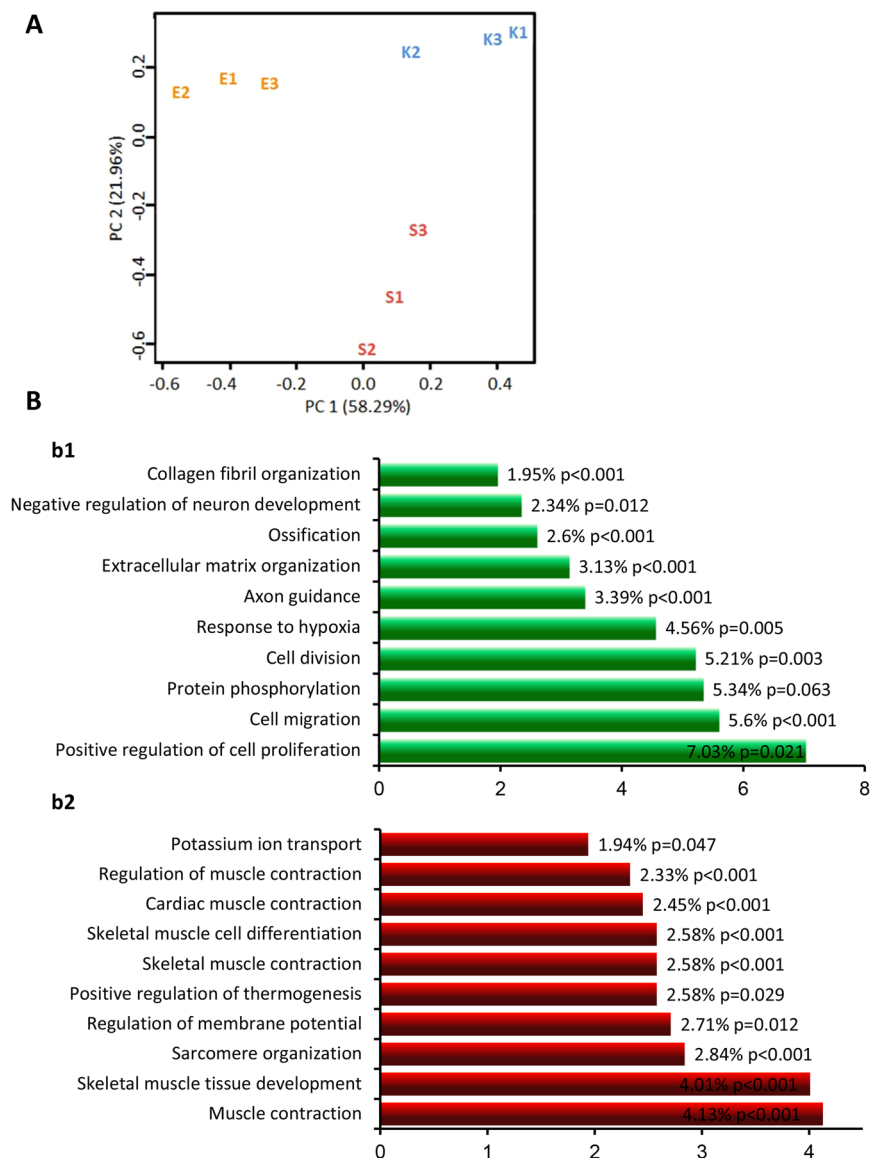 A
K3 K1
K2
E1 E3
E2
S3
S1
S2
0.2
0.0
-0.2
-0.4
-0.6
PC 2 (21.96%)
-0.6 -0.4 -0.2 0.0 0.2 0.4
PC 1 (58.29%)
B
b1
Collagen fibril organization 1.95% p<0.001
Negative regulation of neuron development 2.34% p=0.012
Ossification 2.6% p<0.001
Extracellular matrix organization 3.13% p<0.001
Axon guidance 3.39% p<0.001
Response to hypoxia 4.56% p=0.005
Cell division 5.21% p=0.003
Protein phosphorylation 5.34% p=0.063
Cell migration 5.6% p<0.001
Positive regulation of cell proliferation 7.03% p=0.021
0 2 4 6 8
b2
Potassium ion transport 1.94% p=0.047
Regulation of muscle contraction 2.33% p<0.001
Cardiac muscle contraction 2.45% p<0.001
Skeletal muscle cell differentiation 2.58% p<0.001
Skeletal muscle contraction 2.58% p<0.001
Positive regulation of thermogenesis 2.58% p=0.029
Regulation of membrane potential 2.71% p=0.012
Sarcomere organization 2.84% p<0.001
Skeletal muscle tissue development 4.01% p<0.001
Muscle contraction 4.13% p<0.001
0 1 2 3 4